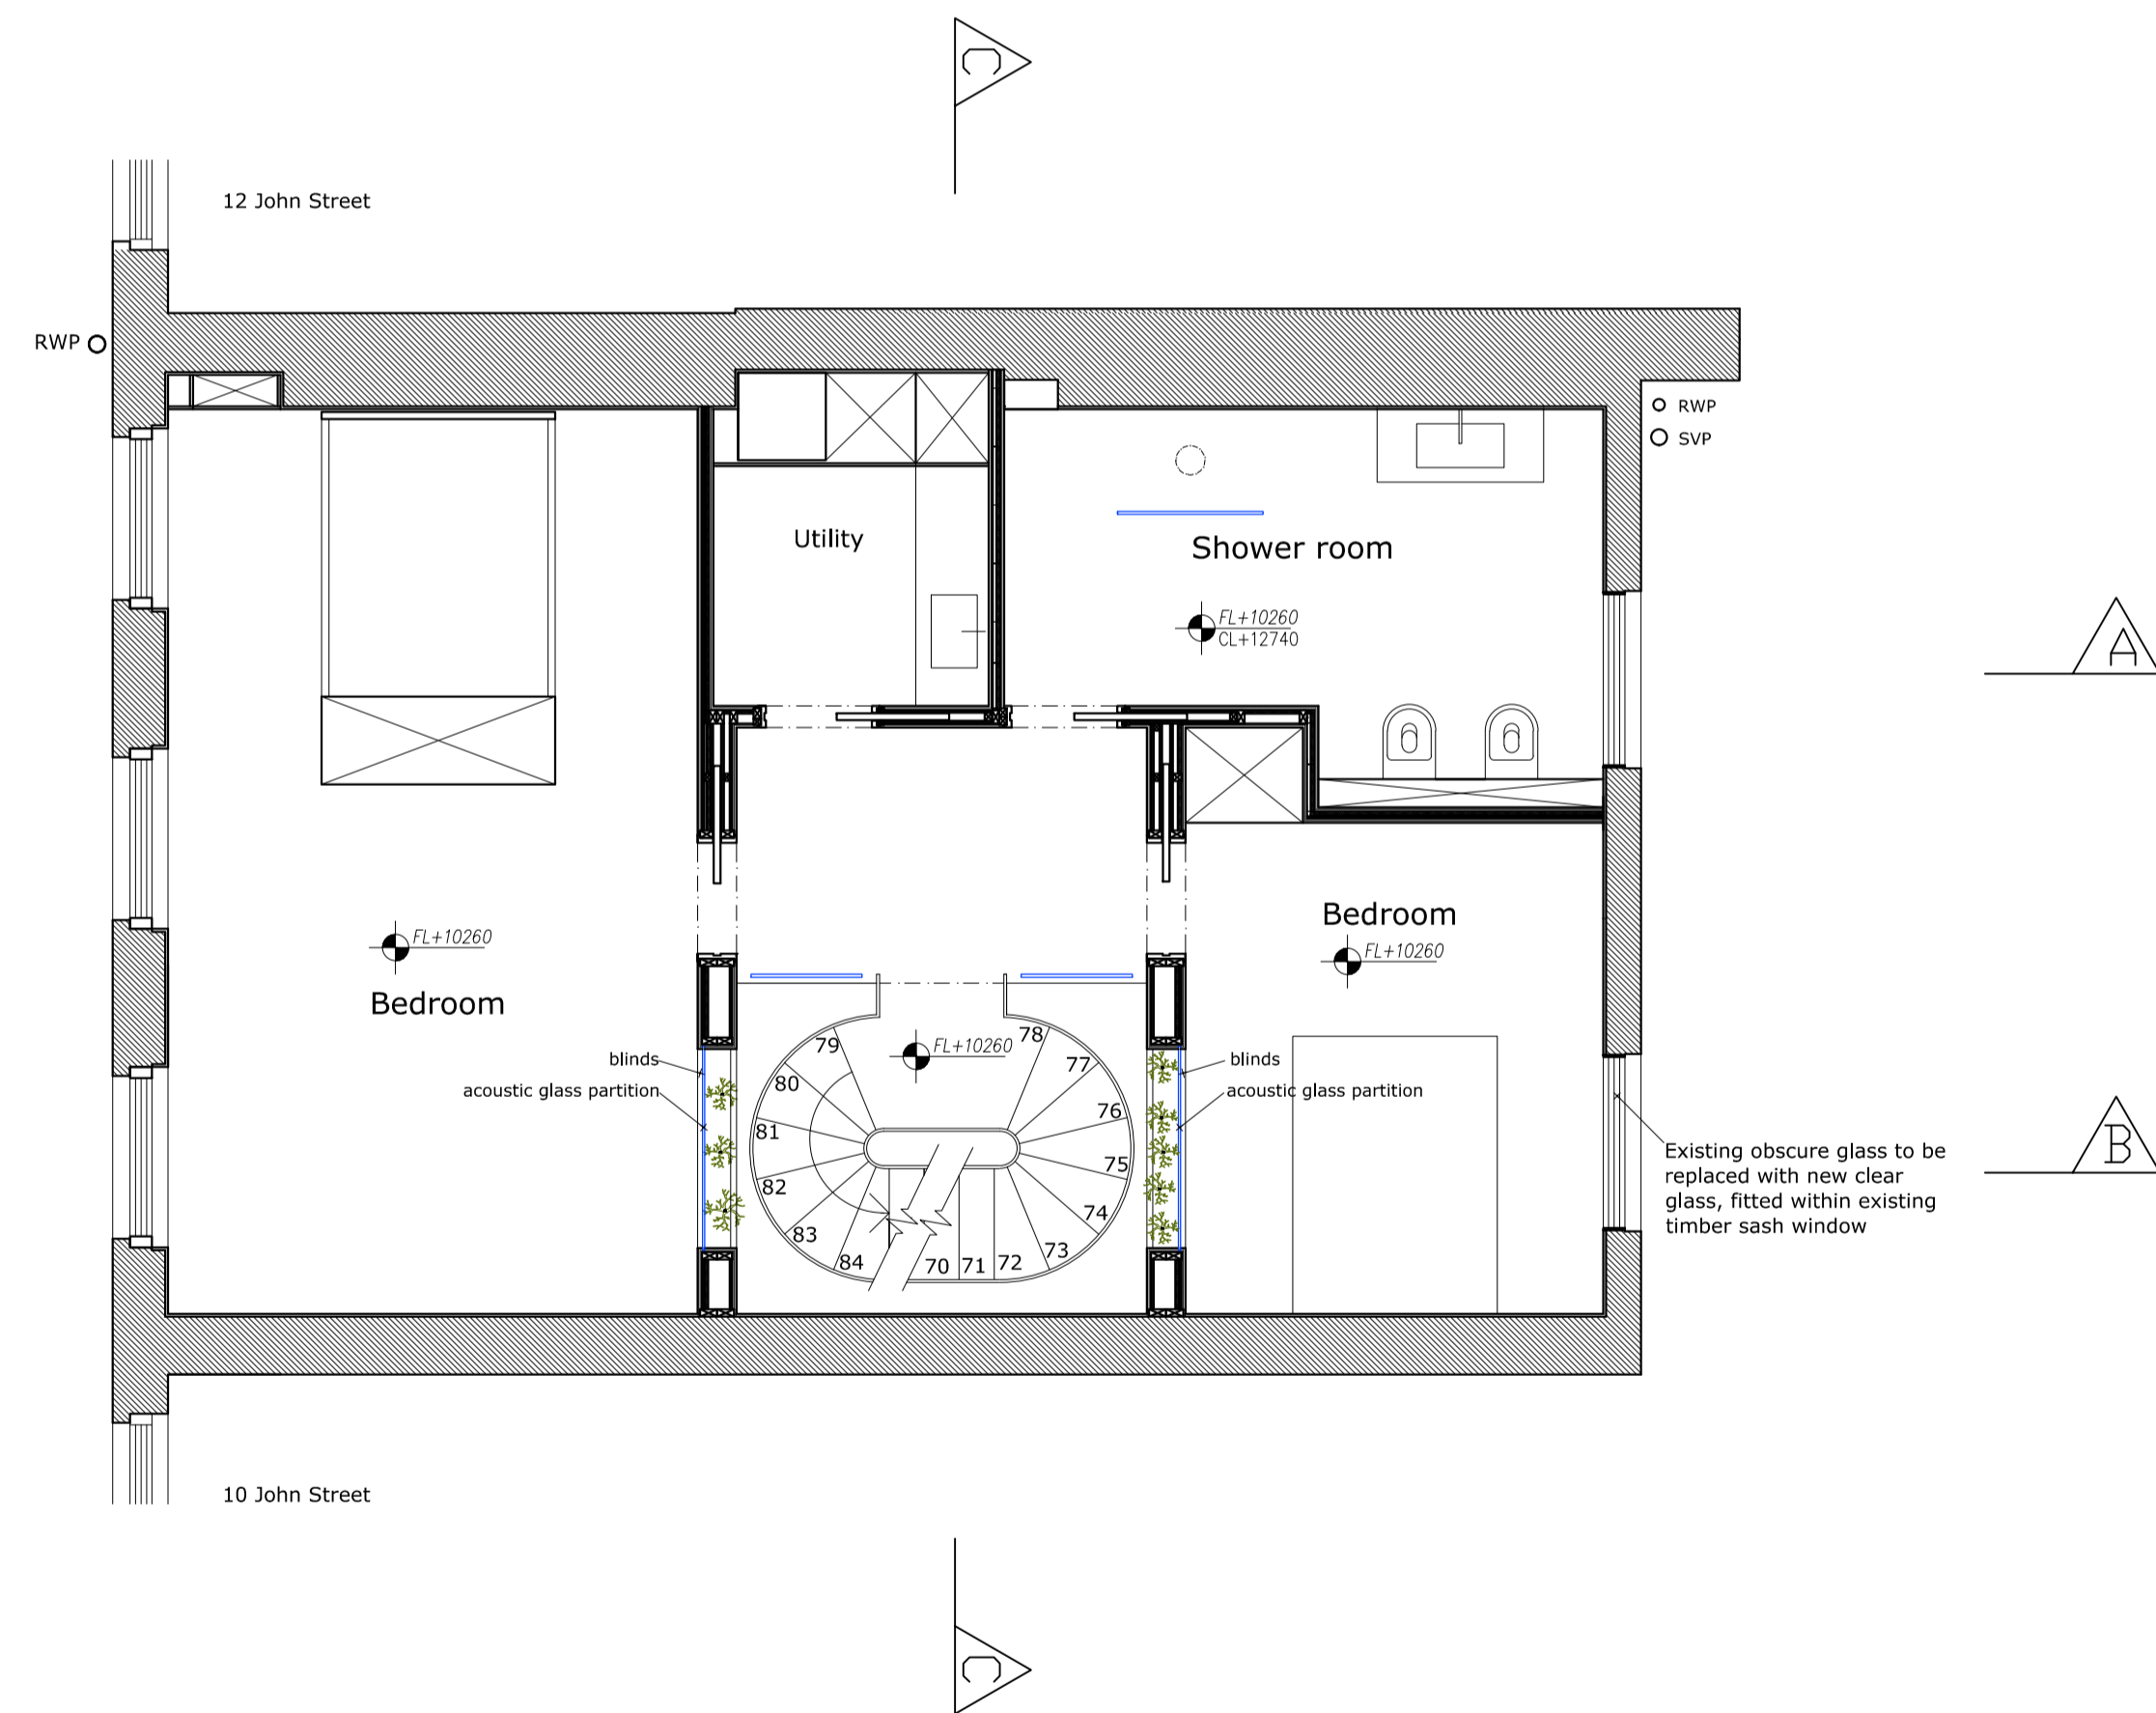 C
12 John Street
RWP
RWP
SVP
Utility
Shower room
FL+10260
CL+12740
A
Bedroom
FL+10260
FL+10260
Bedroom
FL+10260
78
79
77
80
76
81
75
82
74
83
73
84
70
71
72
blinds
acoustic glass partition
blinds
acoustic glass partition
Existing obscure glass to be
replaced with new clear
glass, fitted within existing
timber sash window
B
10 John Street
C